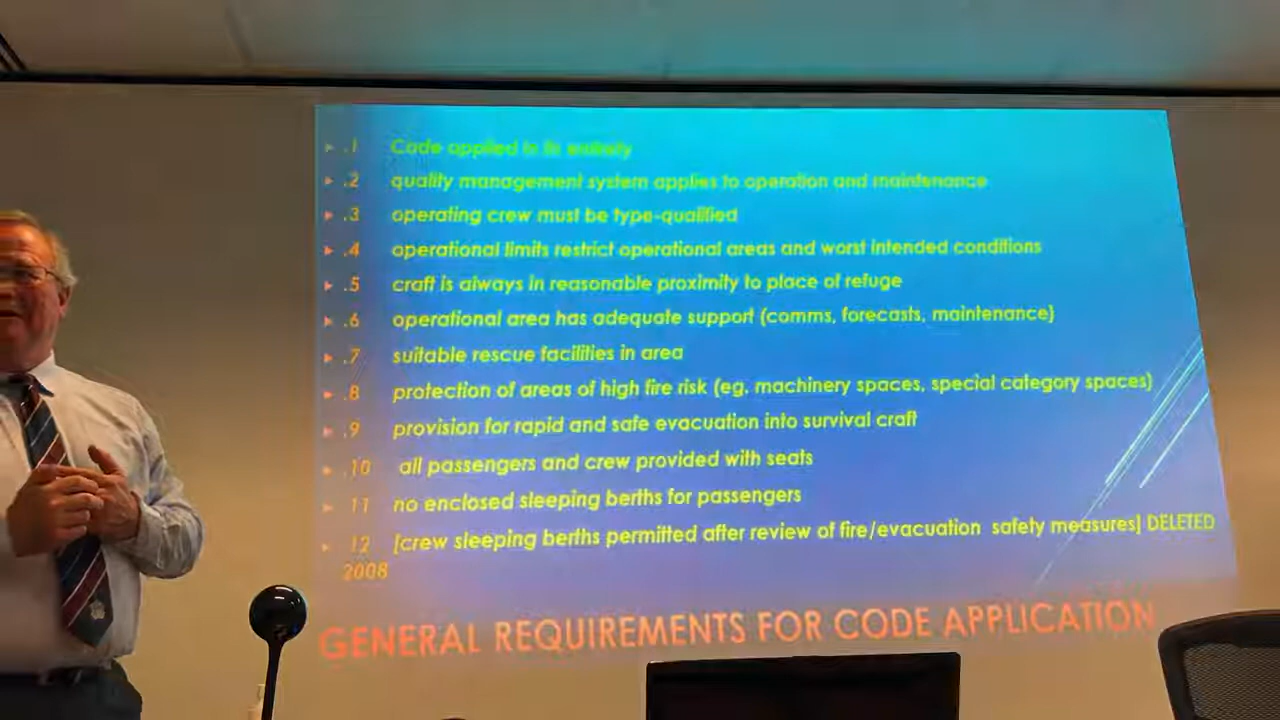 .1 Code applied in its entirety
.2 quality management system applies to operation and maintenance
.3 operating crew must be type-qualified
.4 operational limits restrict operational areas and worst intended conditions
.5 craft is always in reasonable proximity to place of refuge
.6 operational area has adequate support (comms, forecasts, maintenance)
.7 suitable rescue facilities in area
.8 protection of areas of high fire risk (eg. machinery spaces, special category spaces)
.9 provision for rapid and safe evacuation into survival craft
.10 all passengers and crew provided with seats
11 no enclosed sleeping berths for passengers
12 [crew sleeping berths permitted after review of fire/evacuation safety measures] DELETED
2008
GENERAL REQUIREMENTS FOR CODE APPLICATION